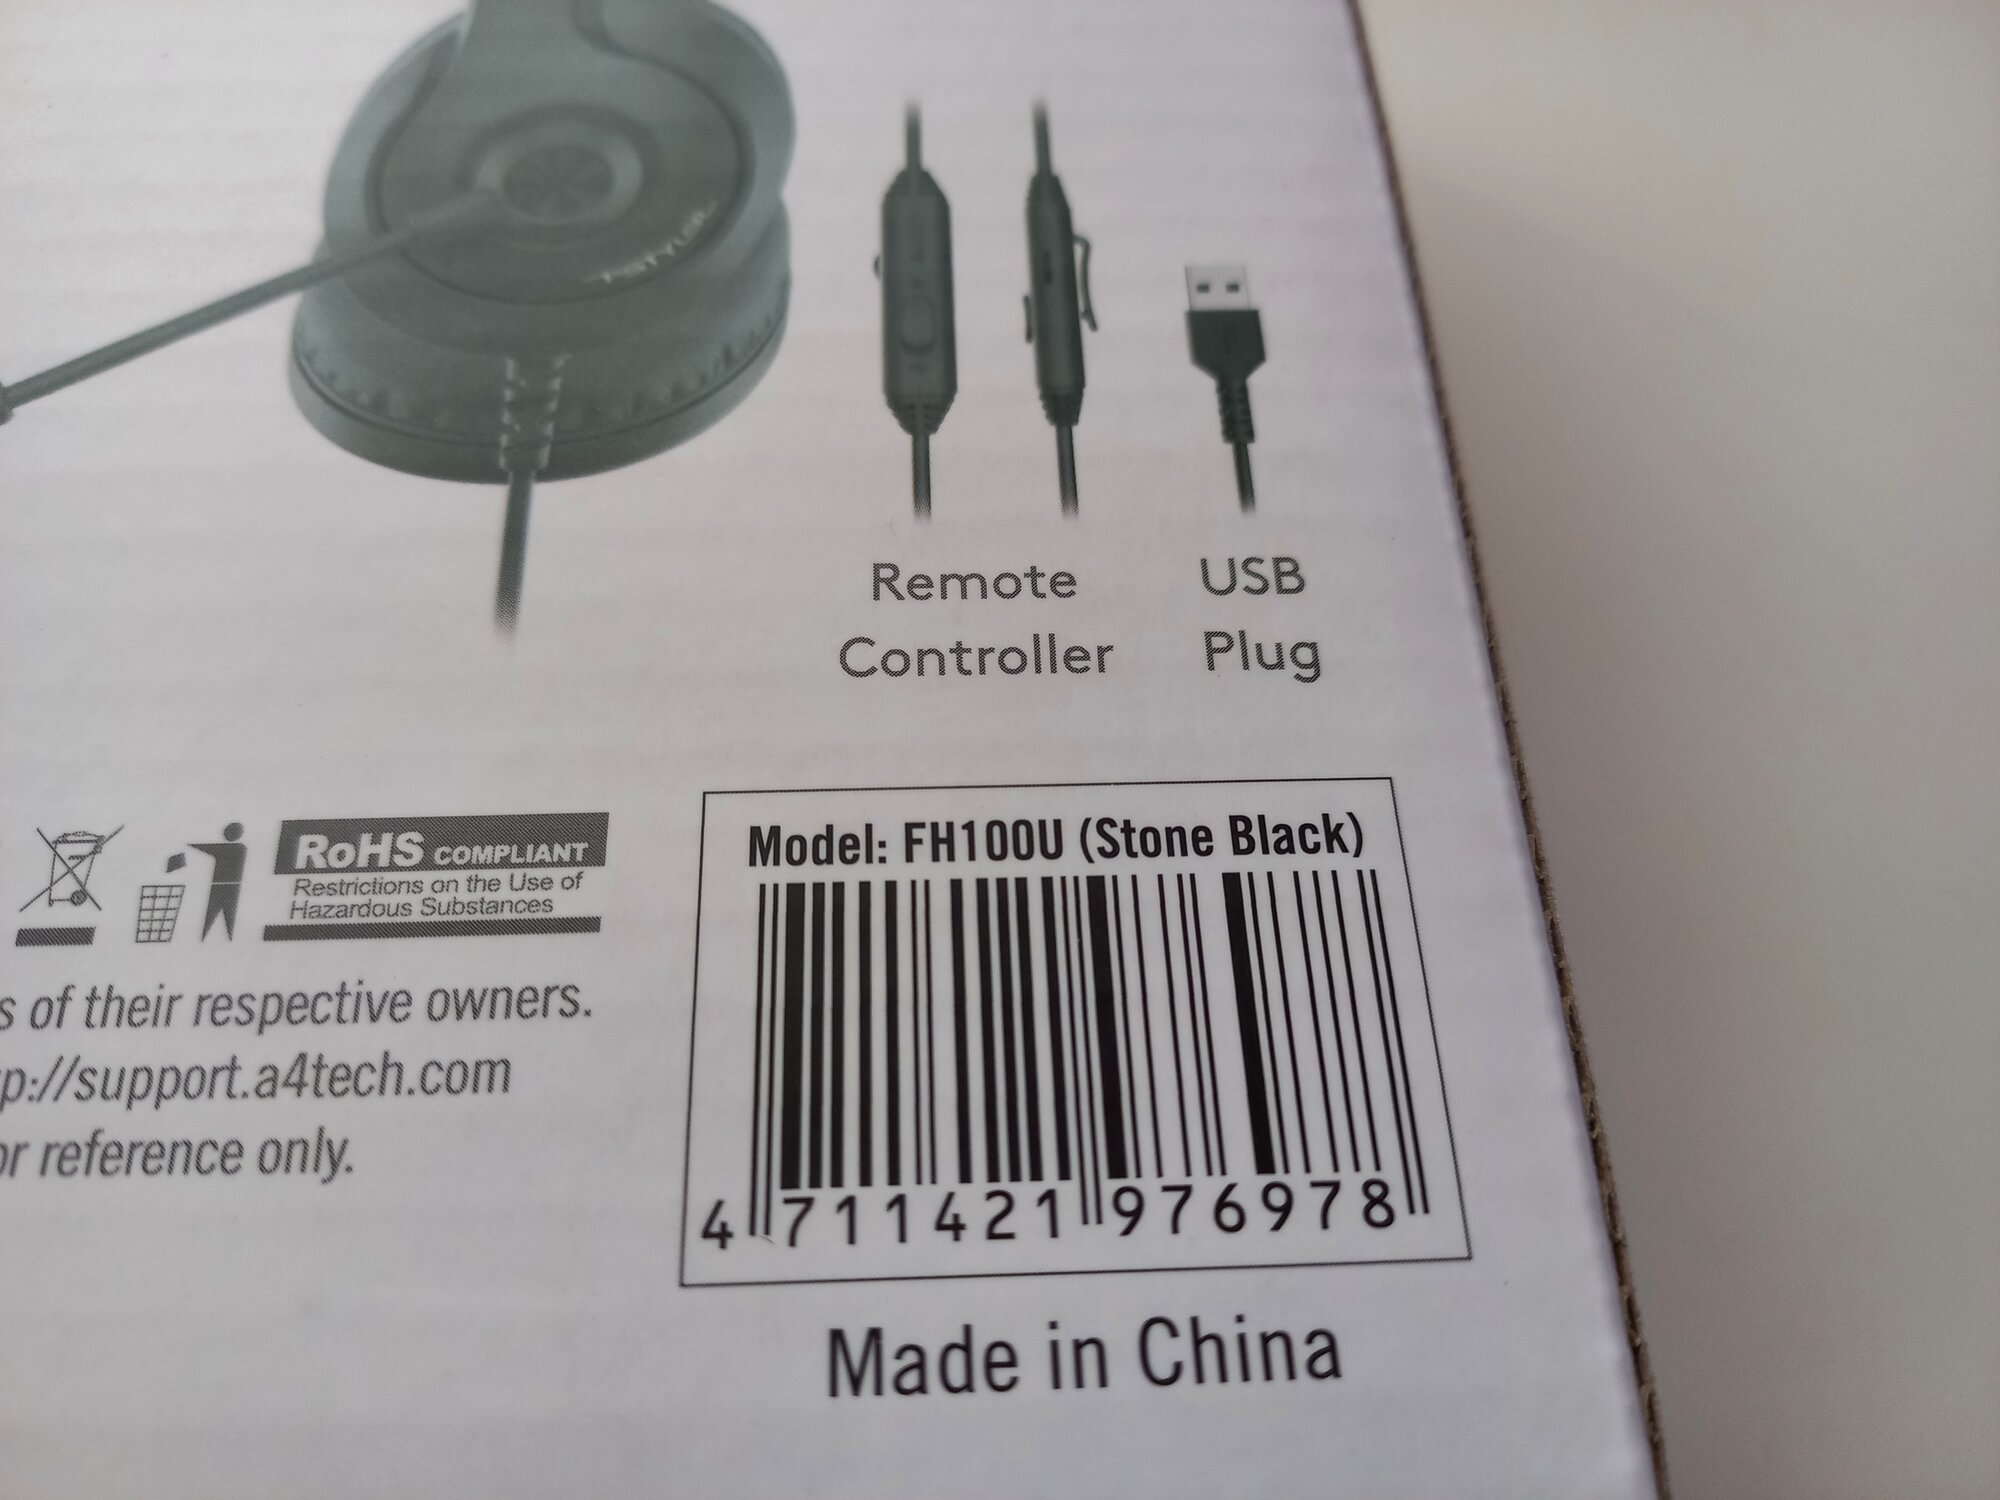 FSTYLER
Remote
Controller
USB
Plug
RoHS COMPLIANT
Restrictions on the Use of
Hazardous Substances
s of their respective owners.
p://support.a4tech.com
or reference only.
Model: FH100U (Stone Black)
4 711421 976978
Made in China